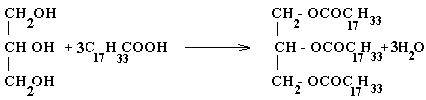 CH₂OH CH₂- OCOC₁₇H₃₃
CH OH + 3C₁₇H₃₃COOH CH - OCOC₁₇H₃₃+3H₂O
CH₂OH CH₂- OCOC₁₇H₃₃